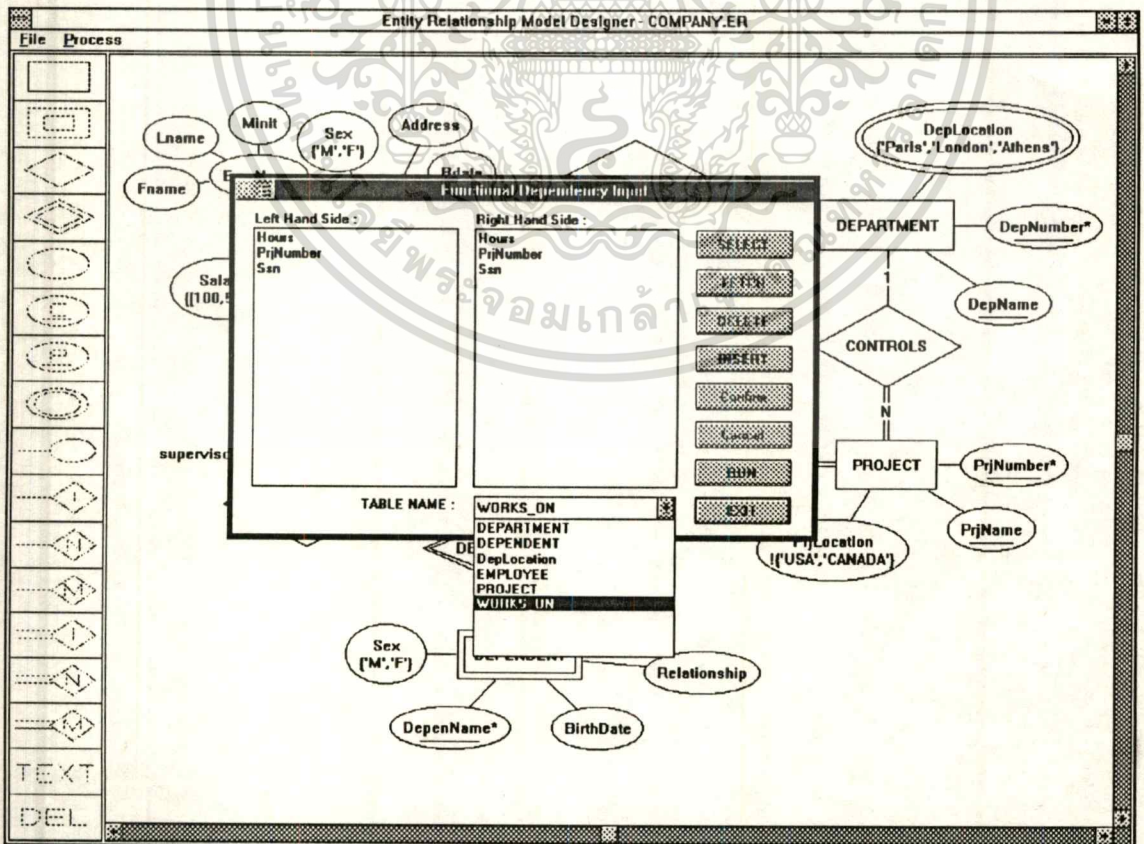 Entity Relationship Model Designer - COMPANY.ER
File Process
Lname
Minit
Sex
{'M','F'}
Address
Fname
DepLocation
{'Paris','London','Athens'}
DEPARTMENT
DepNumber*
DepName
1
CONTROLS
N
PROJECT
PrjNumber*
PrjName
PrjLocation
!{'USA','CANADA'}
Functional Dependency Input
Left Hand Side :
Hours
PrjNumber
Ssn
Right Hand Side :
Hours
PrjNumber
Ssn
SELECT
DELETE
INSERT
Confirm
Cancel
RUN
EXIT
TABLE NAME :
WORKS_ON
DEPARTMENT
DEPENDENT
DepLocation
EMPLOYEE
PROJECT
WORKS_ON
DEPENDENT
Sex
{'M','F'}
Relationship
DepenName*
BirthDate
1
N
M
1
N
M
TEXT
DEL